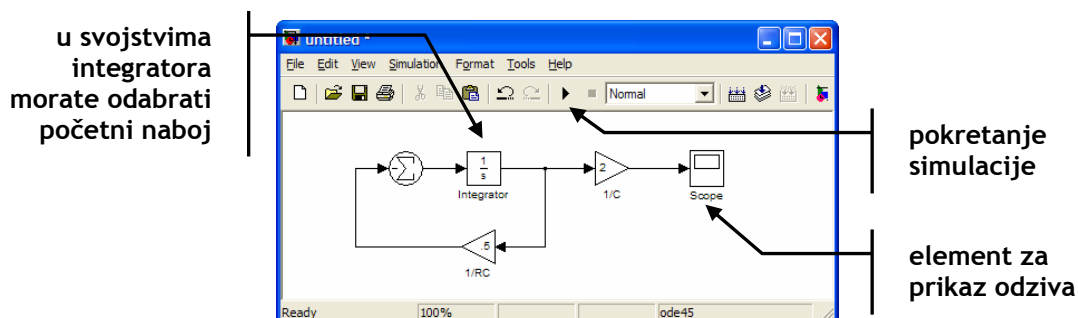 u svojstvima
integratora
morate odabrati
početni naboj
untitled *
File Edit View Simulation Format Tools Help
Normal
1
s
Integrator
2
1/C
Scope
.5
1/RC
Ready 100% ode45
pokretanje
simulacije
element za
prikaz odziva